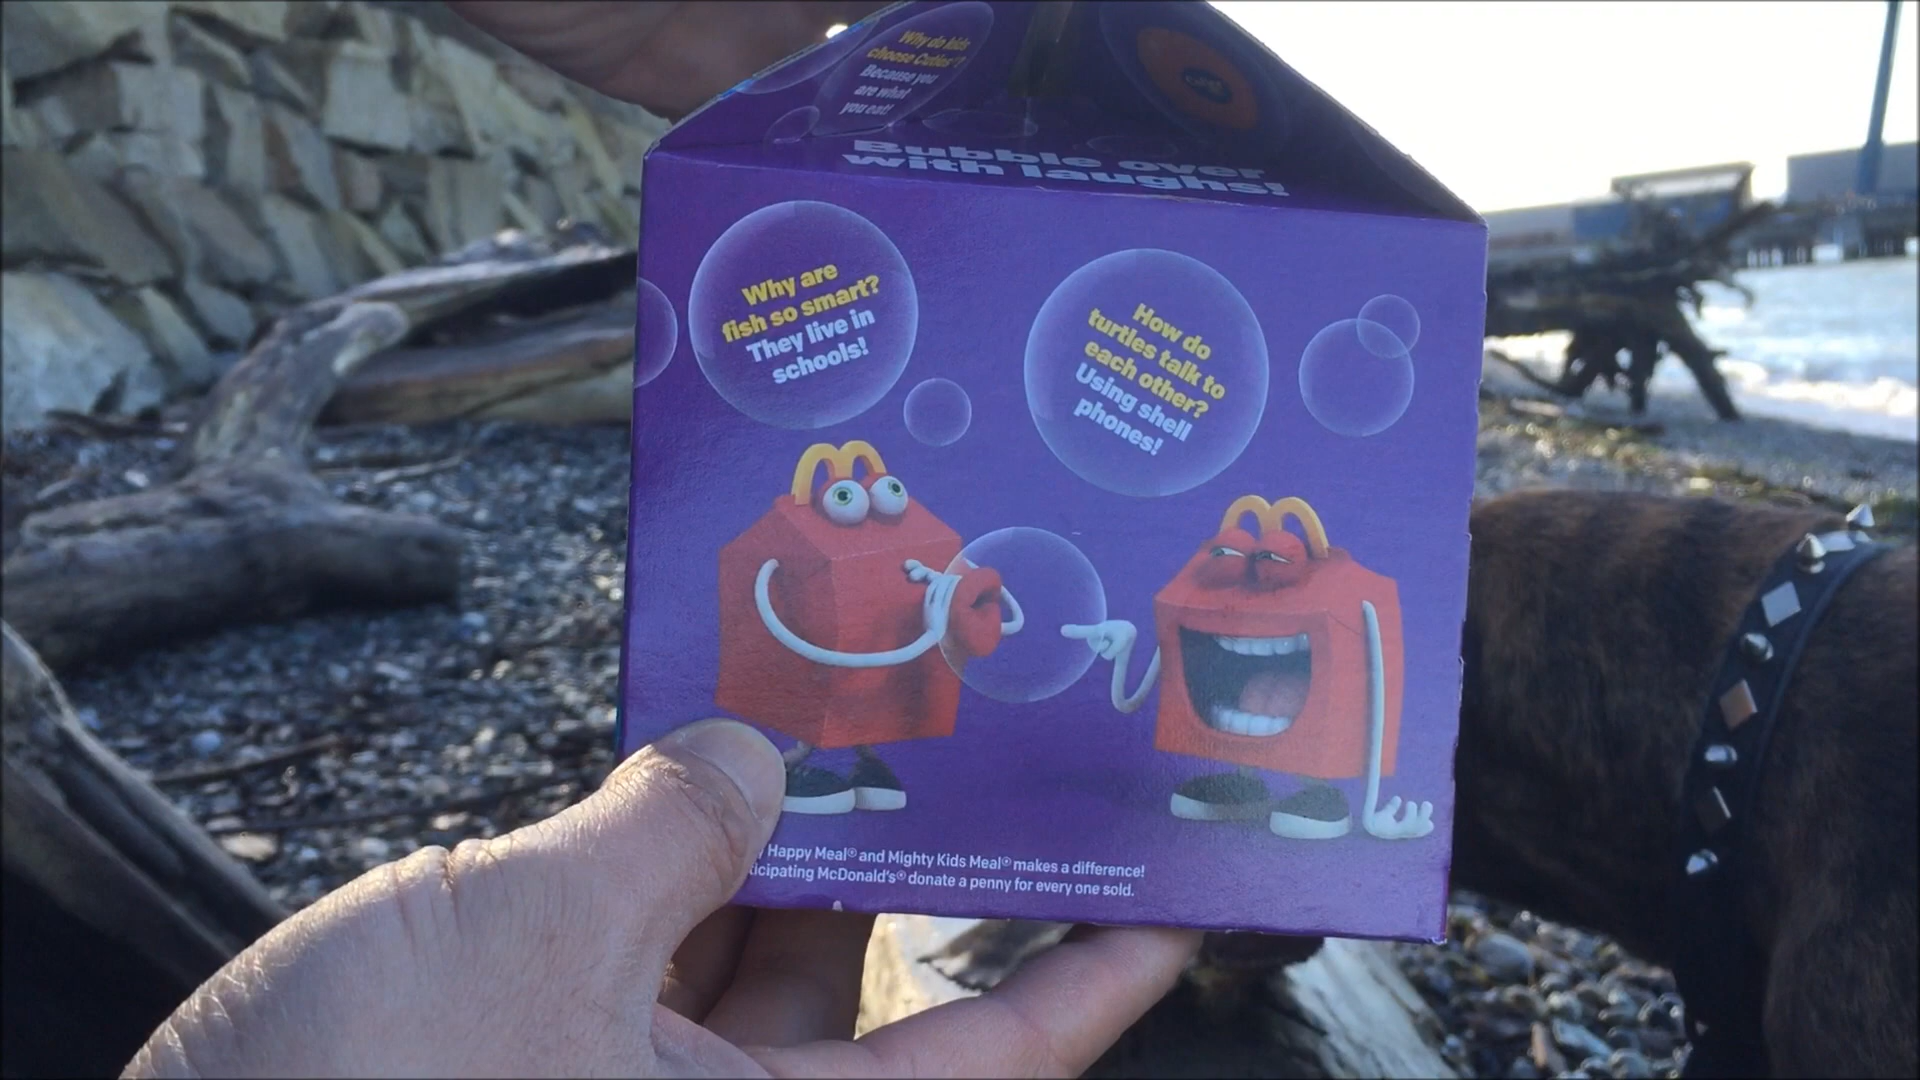 Why do kids
choose Cuties®?
Because you
are what
you eat!
Bubble over
with laughs!
Why are
fish so smart?
They live in
schools!
How do
turtles talk to
each other?
Using shell
phones!
Happy Meal® and Mighty Kids Meal® makes a difference!
McDonald's® donate a penny for every one sold.